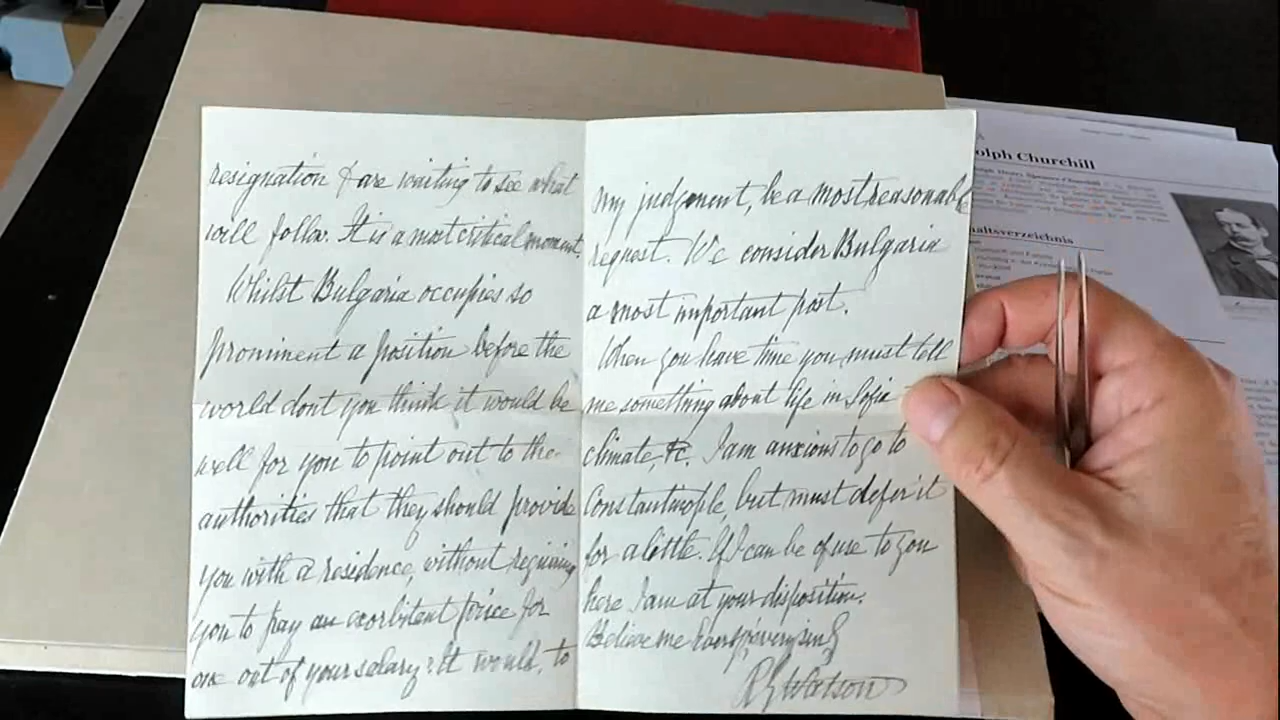 resignation & are waiting to see what
will follow. It is a most critical moment.
Whilst Bulgaria occupies so
prominent a position before the
world dont you think it would be
well for you to point out to the
authorities that they should provide
you with a residence, without requiring
you to pay an exorbitent price for
one out of your salary? It would, to
my judgment, be a most reasonable
request. We consider Bulgaria
a most important post.
When you have time you must tell
me something about life in Sofia
climate, &c. I am anxious to go to
Constantinople, but must defer it
for a little. If I can be of use to you
here I am at your disposition.
Believe me
R G Watson
olph Churchill
haltsverzeichnis